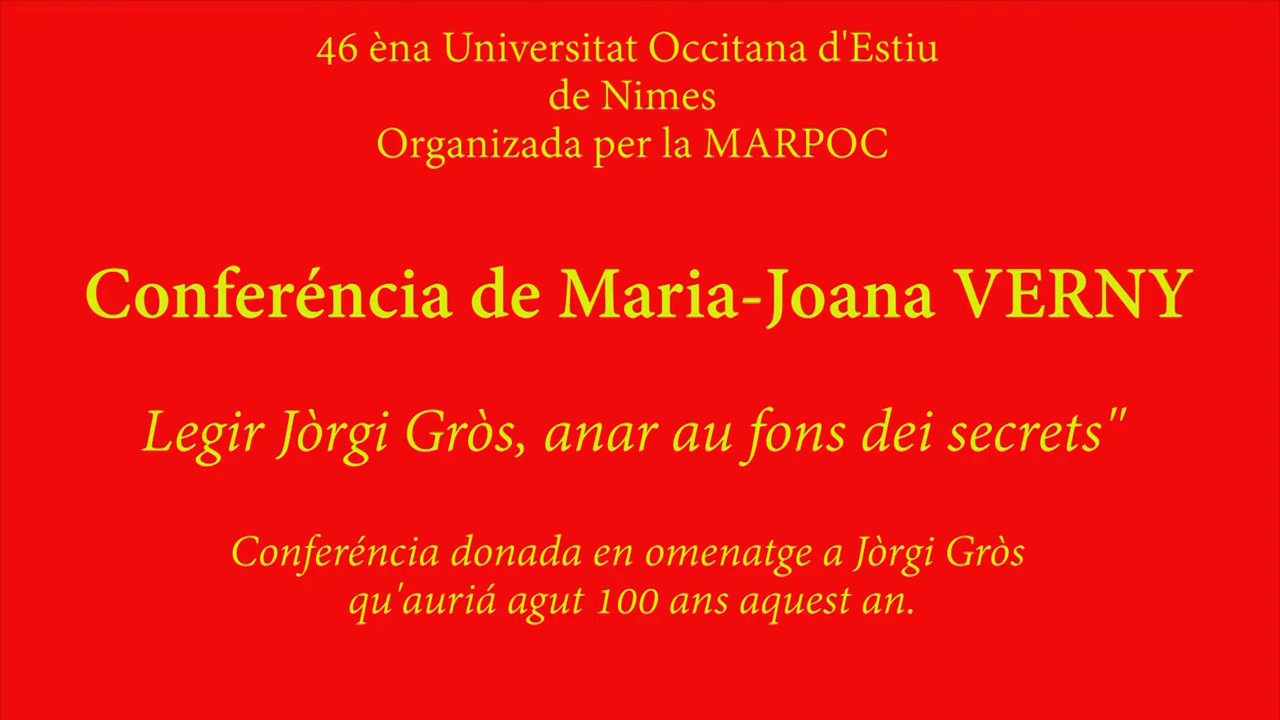 46 èna Universitat Occitana d'Estiu
de Nimes
Organizada per la MARPOC
Conferéncia de Maria-Joana VERNY
Legir Jòrgi Gròs, anar au fons dei secrets"
Conferéncia donada en omenatge a Jòrgi Gròs
qu'auriá agut 100 ans aquest an.